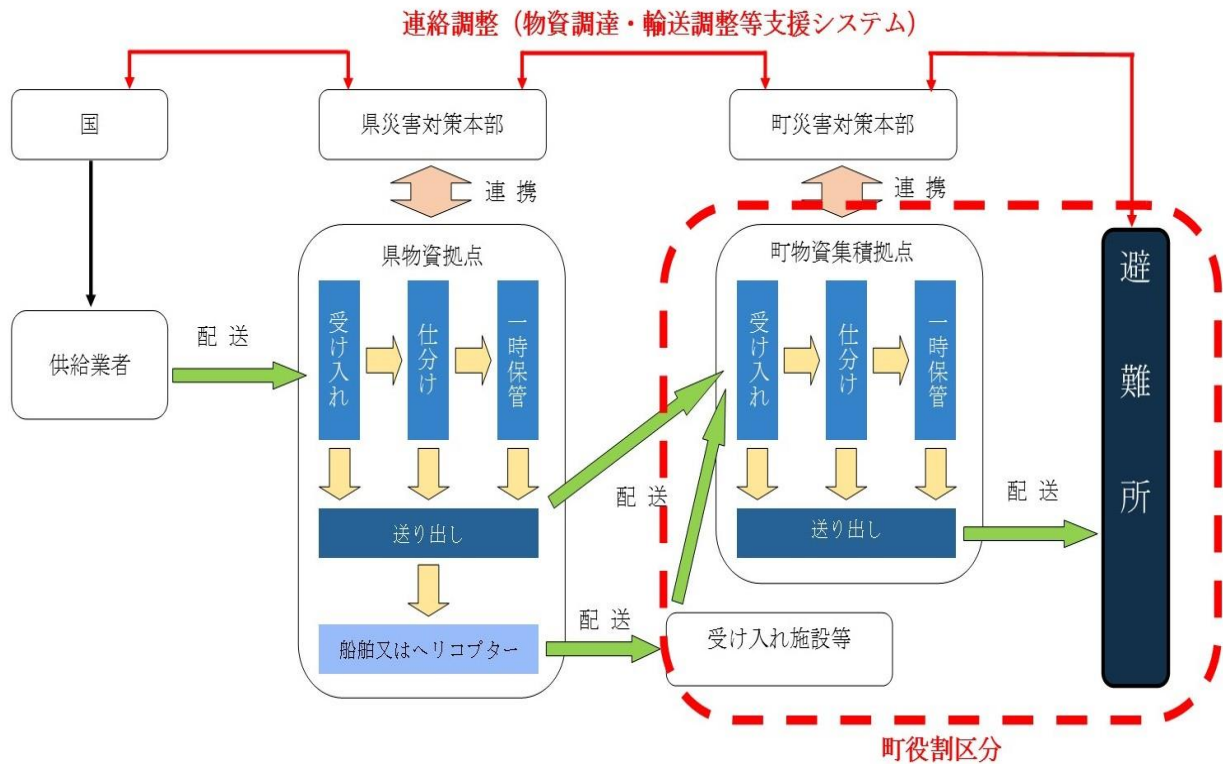 連絡調整（物資調達・輸送調整等支援システム）
国
県災害対策本部
町災害対策本部
連携
連携
供給業者
配送
県物資拠点
受け入れ
仕分け
一時保管
送り出し
船舶又はヘリコプター
配送
配送
町物資集積拠点
受け入れ
仕分け
一時保管
送り出し
受け入れ施設等
配送
避難所
町役割区分